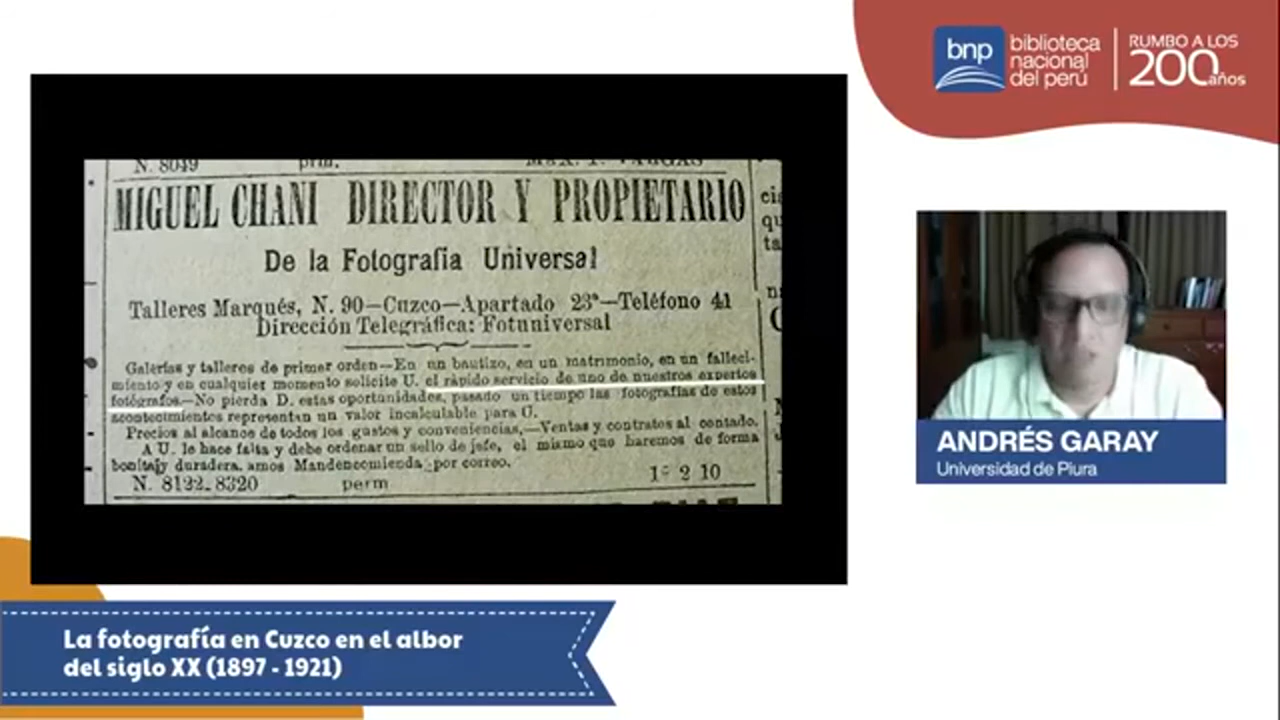 bnp biblioteca nacional del perú
RUMBO A LOS 200 años
N. 8049 prm.
MIGUEL CHANI DIRECTOR Y PROPIETARIO
De la Fotografía Universal
Talleres Marqués, N. 90—Cuzco—Apartado 23*—Teléfono 41
Dirección Telegráfica: Fotuniversal
Galerías y talleres de primer orden—En un bautizo, en un matrimonio, en un falleci-
miento y en cualquier momento solicite U. el rápido servicio de uno de nuestros expertos
fotógrafos.—No pierda D. estas oportunidades, pasado un tiempo las fotografías de estos
acontecimientos representan un valor incalculable para U.
Precios al alcance de todos los gustos y conveniencias,—Ventas y contratos al contado.
A U. le hace falta y debe ordenar un sello de jefe, el mismo que haremos de forma
duradera, amos Mandencomienda por correo.
N. 8122-8320 perm 1º 2 10
ANDRÉS GARAY
Universidad de Piura
La fotografía en Cuzco en el albor
del siglo XX (1897 - 1921)